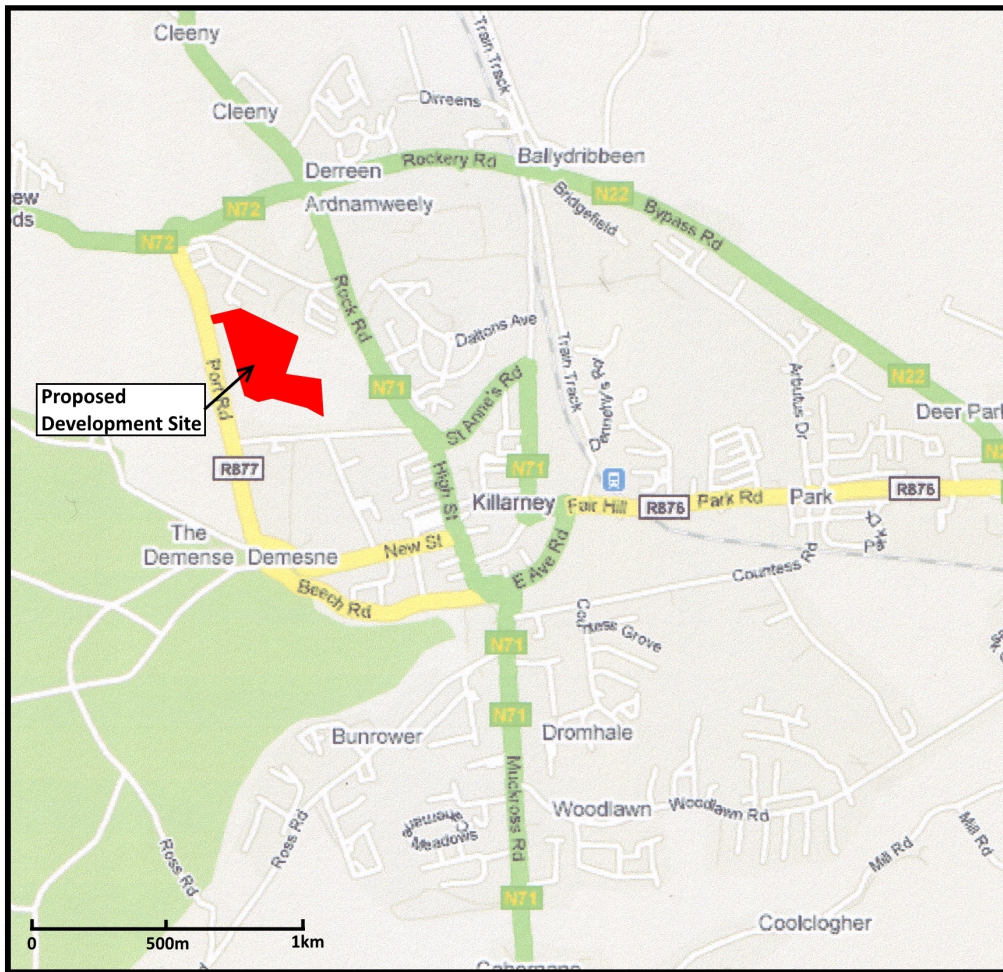 Cleeny
Train Track
Cleeny
Dirreens
Ballydribbeen
Rockery Rd
Derreen
N22
Bypass Rd
Bridgefield
ew
ds
N72
N72
Ardnamweely
Rock Rd
Daltons Ave
Train Track
Port Rd
Proposed
Development Site
N71
St Anne's Rd
Arbutus Dr
N22
Deer Park
N2
R877
High St
N71
Killarney
Fair Hill
R876
Park Rd
Park
R876
The
Demense
Demesne
New St
E Ave Rd
Beech Rd
Countess Rd
Countess Grove
N71
N71
Bunrower
Dromhale
Muckross Rd
Woodlawn
Woodlawn Rd
Meadows
Ross Rd
Ross Rd
Mill Rd
Mill Rd
N71
Coolclogher
0
500m
1km